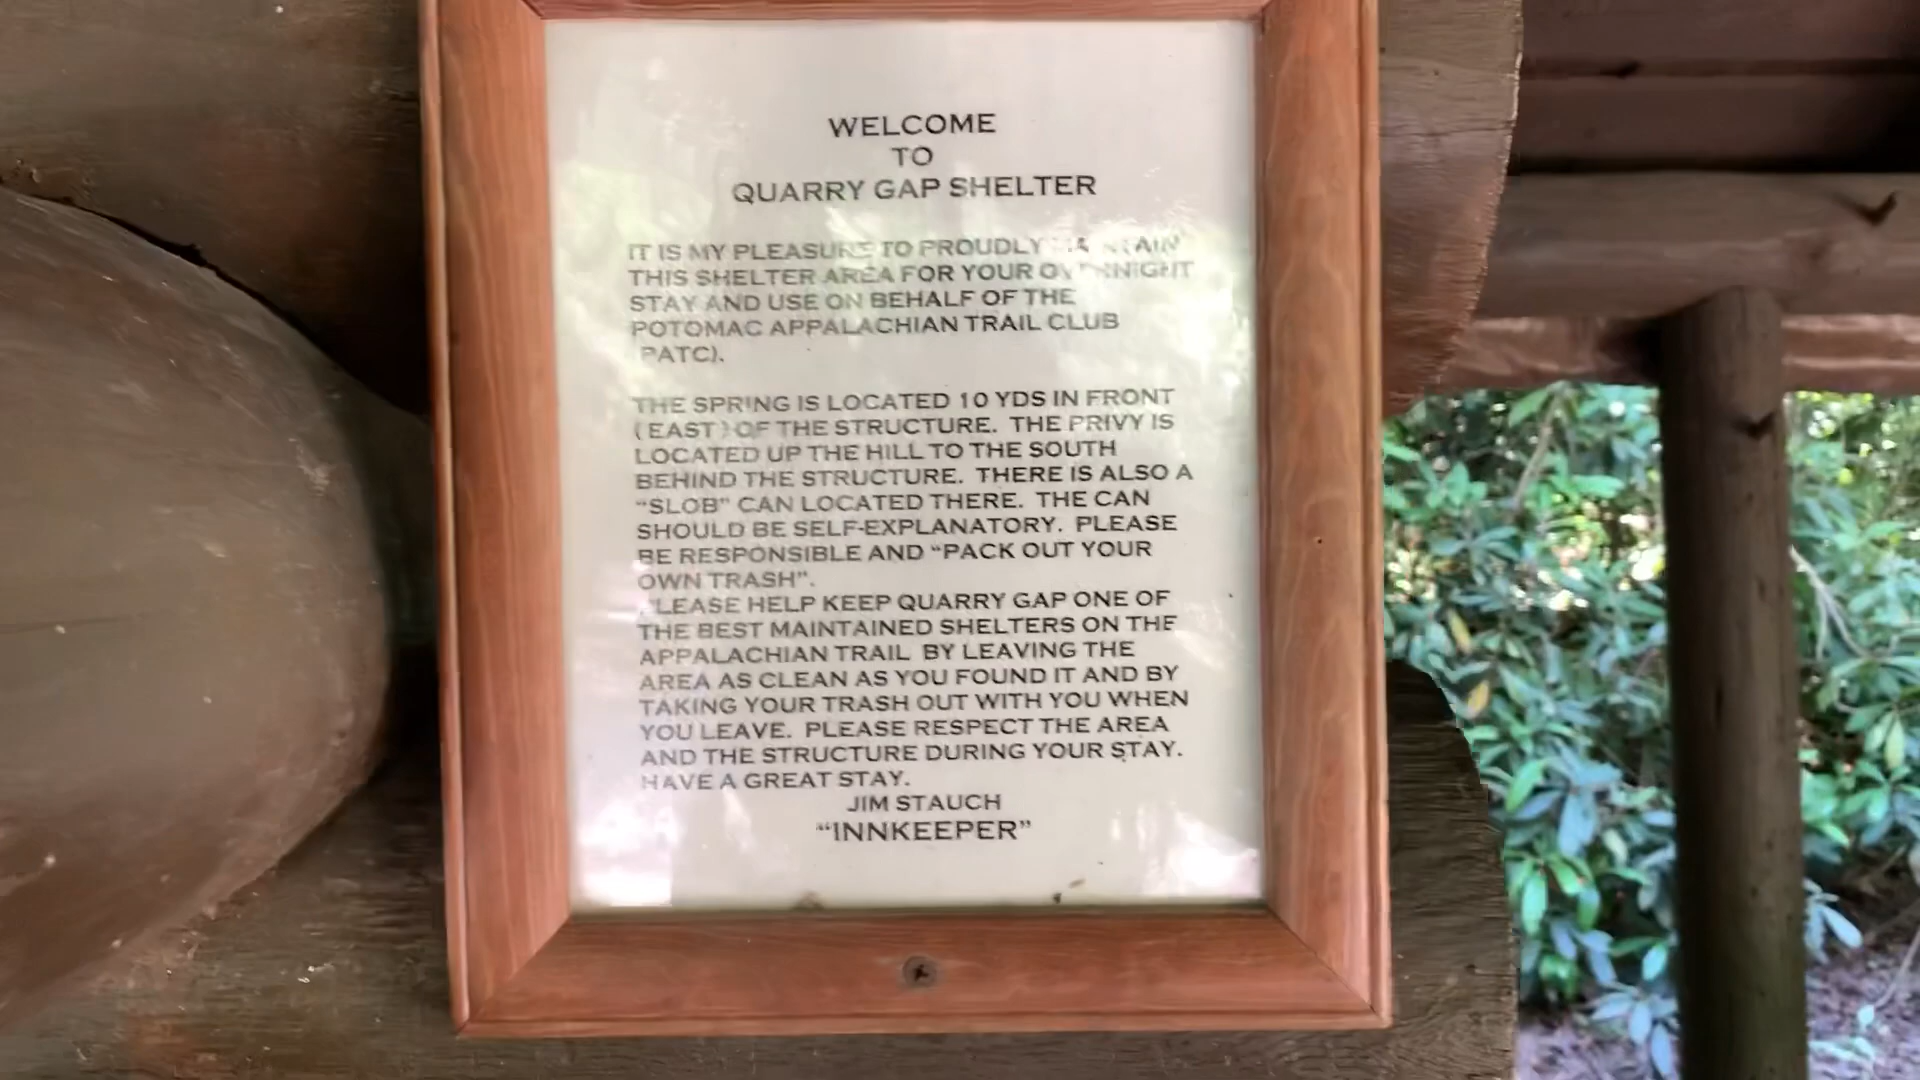 WELCOME
TO
QUARRY GAP SHELTER
IT IS MY PLEASURE TO PROUDLY MAINTAIN
THIS SHELTER AREA FOR YOUR OVERNIGHT
STAY AND USE ON BEHALF OF THE
POTOMAC APPALACHIAN TRAIL CLUB
PATC).
THE SPRING IS LOCATED 10 YDS IN FRONT
( EAST ) OF THE STRUCTURE. THE PRIVY IS
LOCATED UP THE HILL TO THE SOUTH
BEHIND THE STRUCTURE. THERE IS ALSO A
“SLOB” CAN LOCATED THERE. THE CAN
SHOULD BE SELF-EXPLANATORY. PLEASE
BE RESPONSIBLE AND “PACK OUT YOUR
OWN TRASH”.
PLEASE HELP KEEP QUARRY GAP ONE OF
THE BEST MAINTAINED SHELTERS ON THE
APPALACHIAN TRAIL BY LEAVING THE
AREA AS CLEAN AS YOU FOUND IT AND BY
TAKING YOUR TRASH OUT WITH YOU WHEN
YOU LEAVE. PLEASE RESPECT THE AREA
AND THE STRUCTURE DURING YOUR STAY.
HAVE A GREAT STAY.
JIM STAUCH
“INNKEEPER”